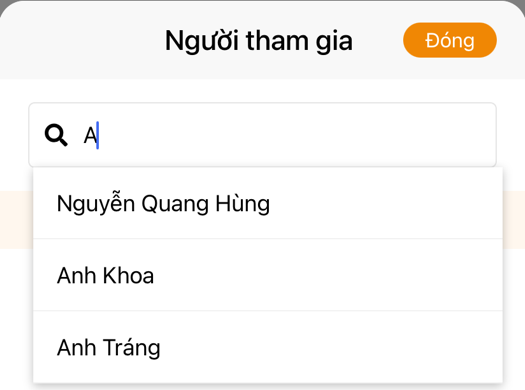 Người tham gia
Đóng
A
Nguyễn Quang Hùng
Anh Khoa
Anh Tráng